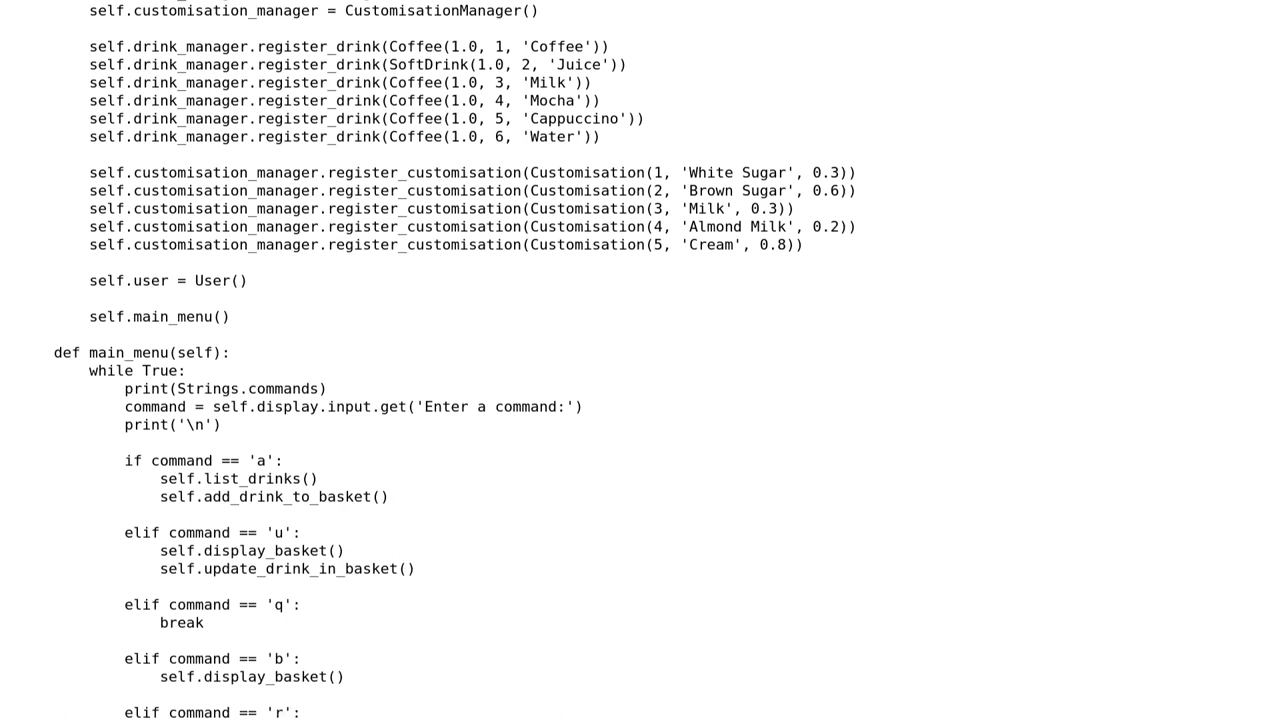 self.customisation_manager = CustomisationManager()
self.drink_manager.register_drink(Coffee(1.0, 1, 'Coffee'))
self.drink_manager.register_drink(SoftDrink(1.0, 2, 'Juice'))
self.drink_manager.register_drink(Coffee(1.0, 3, 'Milk'))
self.drink_manager.register_drink(Coffee(1.0, 4, 'Mocha'))
self.drink_manager.register_drink(Coffee(1.0, 5, 'Cappuccino'))
self.drink_manager.register_drink(Coffee(1.0, 6, 'Water'))
self.customisation_manager.register_customisation(Customisation(1, 'White Sugar', 0.3))
self.customisation_manager.register_customisation(Customisation(2, 'Brown Sugar', 0.6))
self.customisation_manager.register_customisation(Customisation(3, 'Milk', 0.3))
self.customisation_manager.register_customisation(Customisation(4, 'Almond Milk', 0.2))
self.customisation_manager.register_customisation(Customisation(5, 'Cream', 0.8))
self.user = User()
self.main_menu()
def main_menu(self):
while True:
print(Strings.commands)
command = self.display.input.get('Enter a command:')
print('\n')
if command == 'a':
self.list_drinks()
self.add_drink_to_basket()
elif command == 'u':
self.display_basket()
self.update_drink_in_basket()
elif command == 'q':
break
elif command == 'b':
self.display_basket()
elif command == 'r':